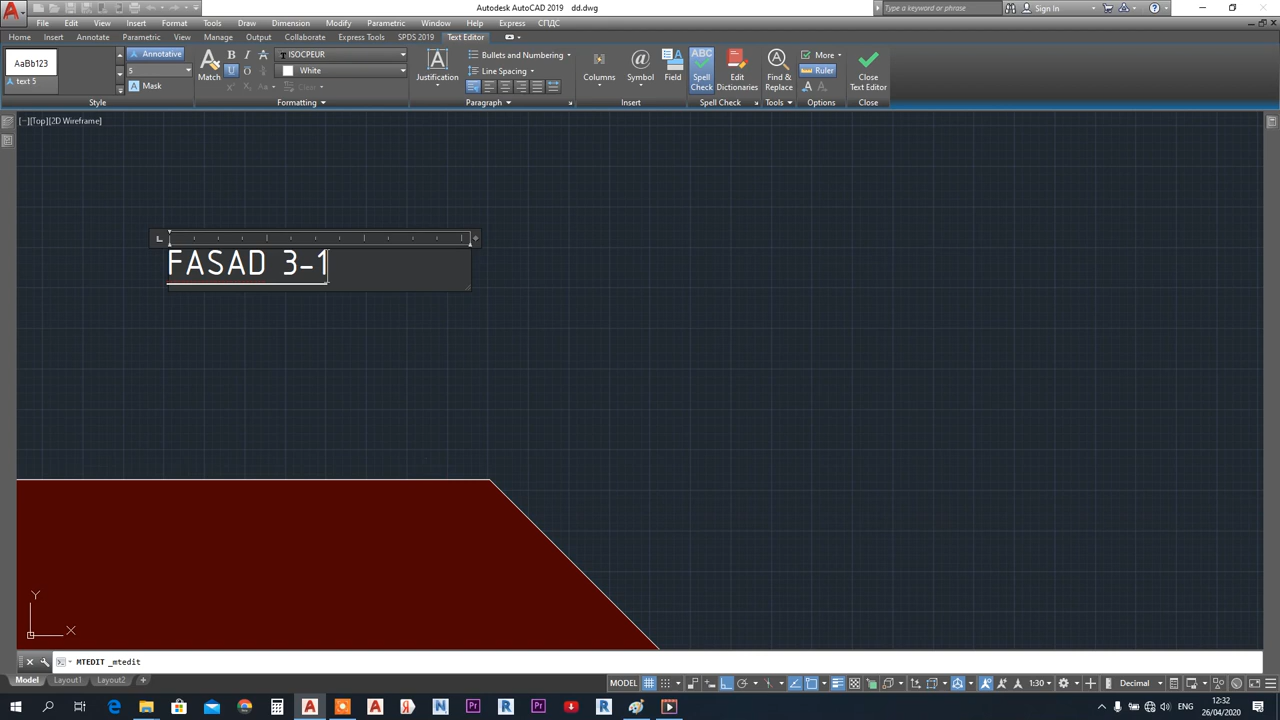 Autodesk AutoCAD 2019 dd.dwg
Type a keyword or phrase
Sign In
File Edit View Insert Format Tools Draw Dimension Modify Parametric Window Help Express СПДС
Home Insert Annotate Parametric View Manage Output Collaborate Express Tools SPDS 2019 Text Editor
AaBb123
text 5
Annotative
5
Mask
Style
Match
B I A
U O
ISOCPEUR
White
Clear
Formatting
Justification
Bullets and Numbering
Line Spacing
Paragraph
Columns
Symbol
Field
Insert
ABC
Spell
Check
Edit
Dictionaries
Spell Check
Find &
Replace
Tools
More
Ruler
Options
Close
Text Editor
Close
[−][Top][2D Wireframe]
FASAD 3-1
Y
X
MTEDIT _mtedit
Model Layout1 Layout2
MODEL
1:30
Decimal
ENG
12:32
26/04/2020